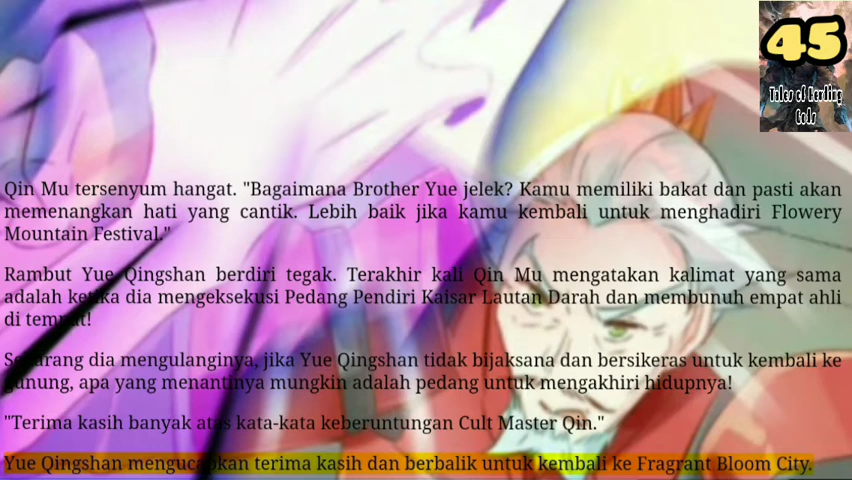 45
Tales of Herding
Gods
Qin Mu tersenyum hangat. "Bagaimana Brother Yue jelek? Kamu memiliki bakat dan pasti akan
memenangkan hati yang cantik. Lebih baik jika kamu kembali untuk menghadiri Flowery
Mountain Festival."
Rambut Yue Qingshan berdiri tegak. Terakhir kali Qin Mu mengatakan kalimat yang sama
adalah ketika dia mengeksekusi Pedang Pendiri Kaisar Lautan Darah dan membunuh empat ahli
di tempat!
Sekarang dia mengulanginya, jika Yue Qingshan tidak bijaksana dan bersikeras untuk kembali ke
gunung, apa yang menantinya mungkin adalah pedang untuk mengakhiri hidupnya!
"Terima kasih banyak atas kata-kata keberuntungan Cult Master Qin."
Yue Qingshan mengucapkan terima kasih dan berbalik untuk kembali ke Fragrant Bloom City.